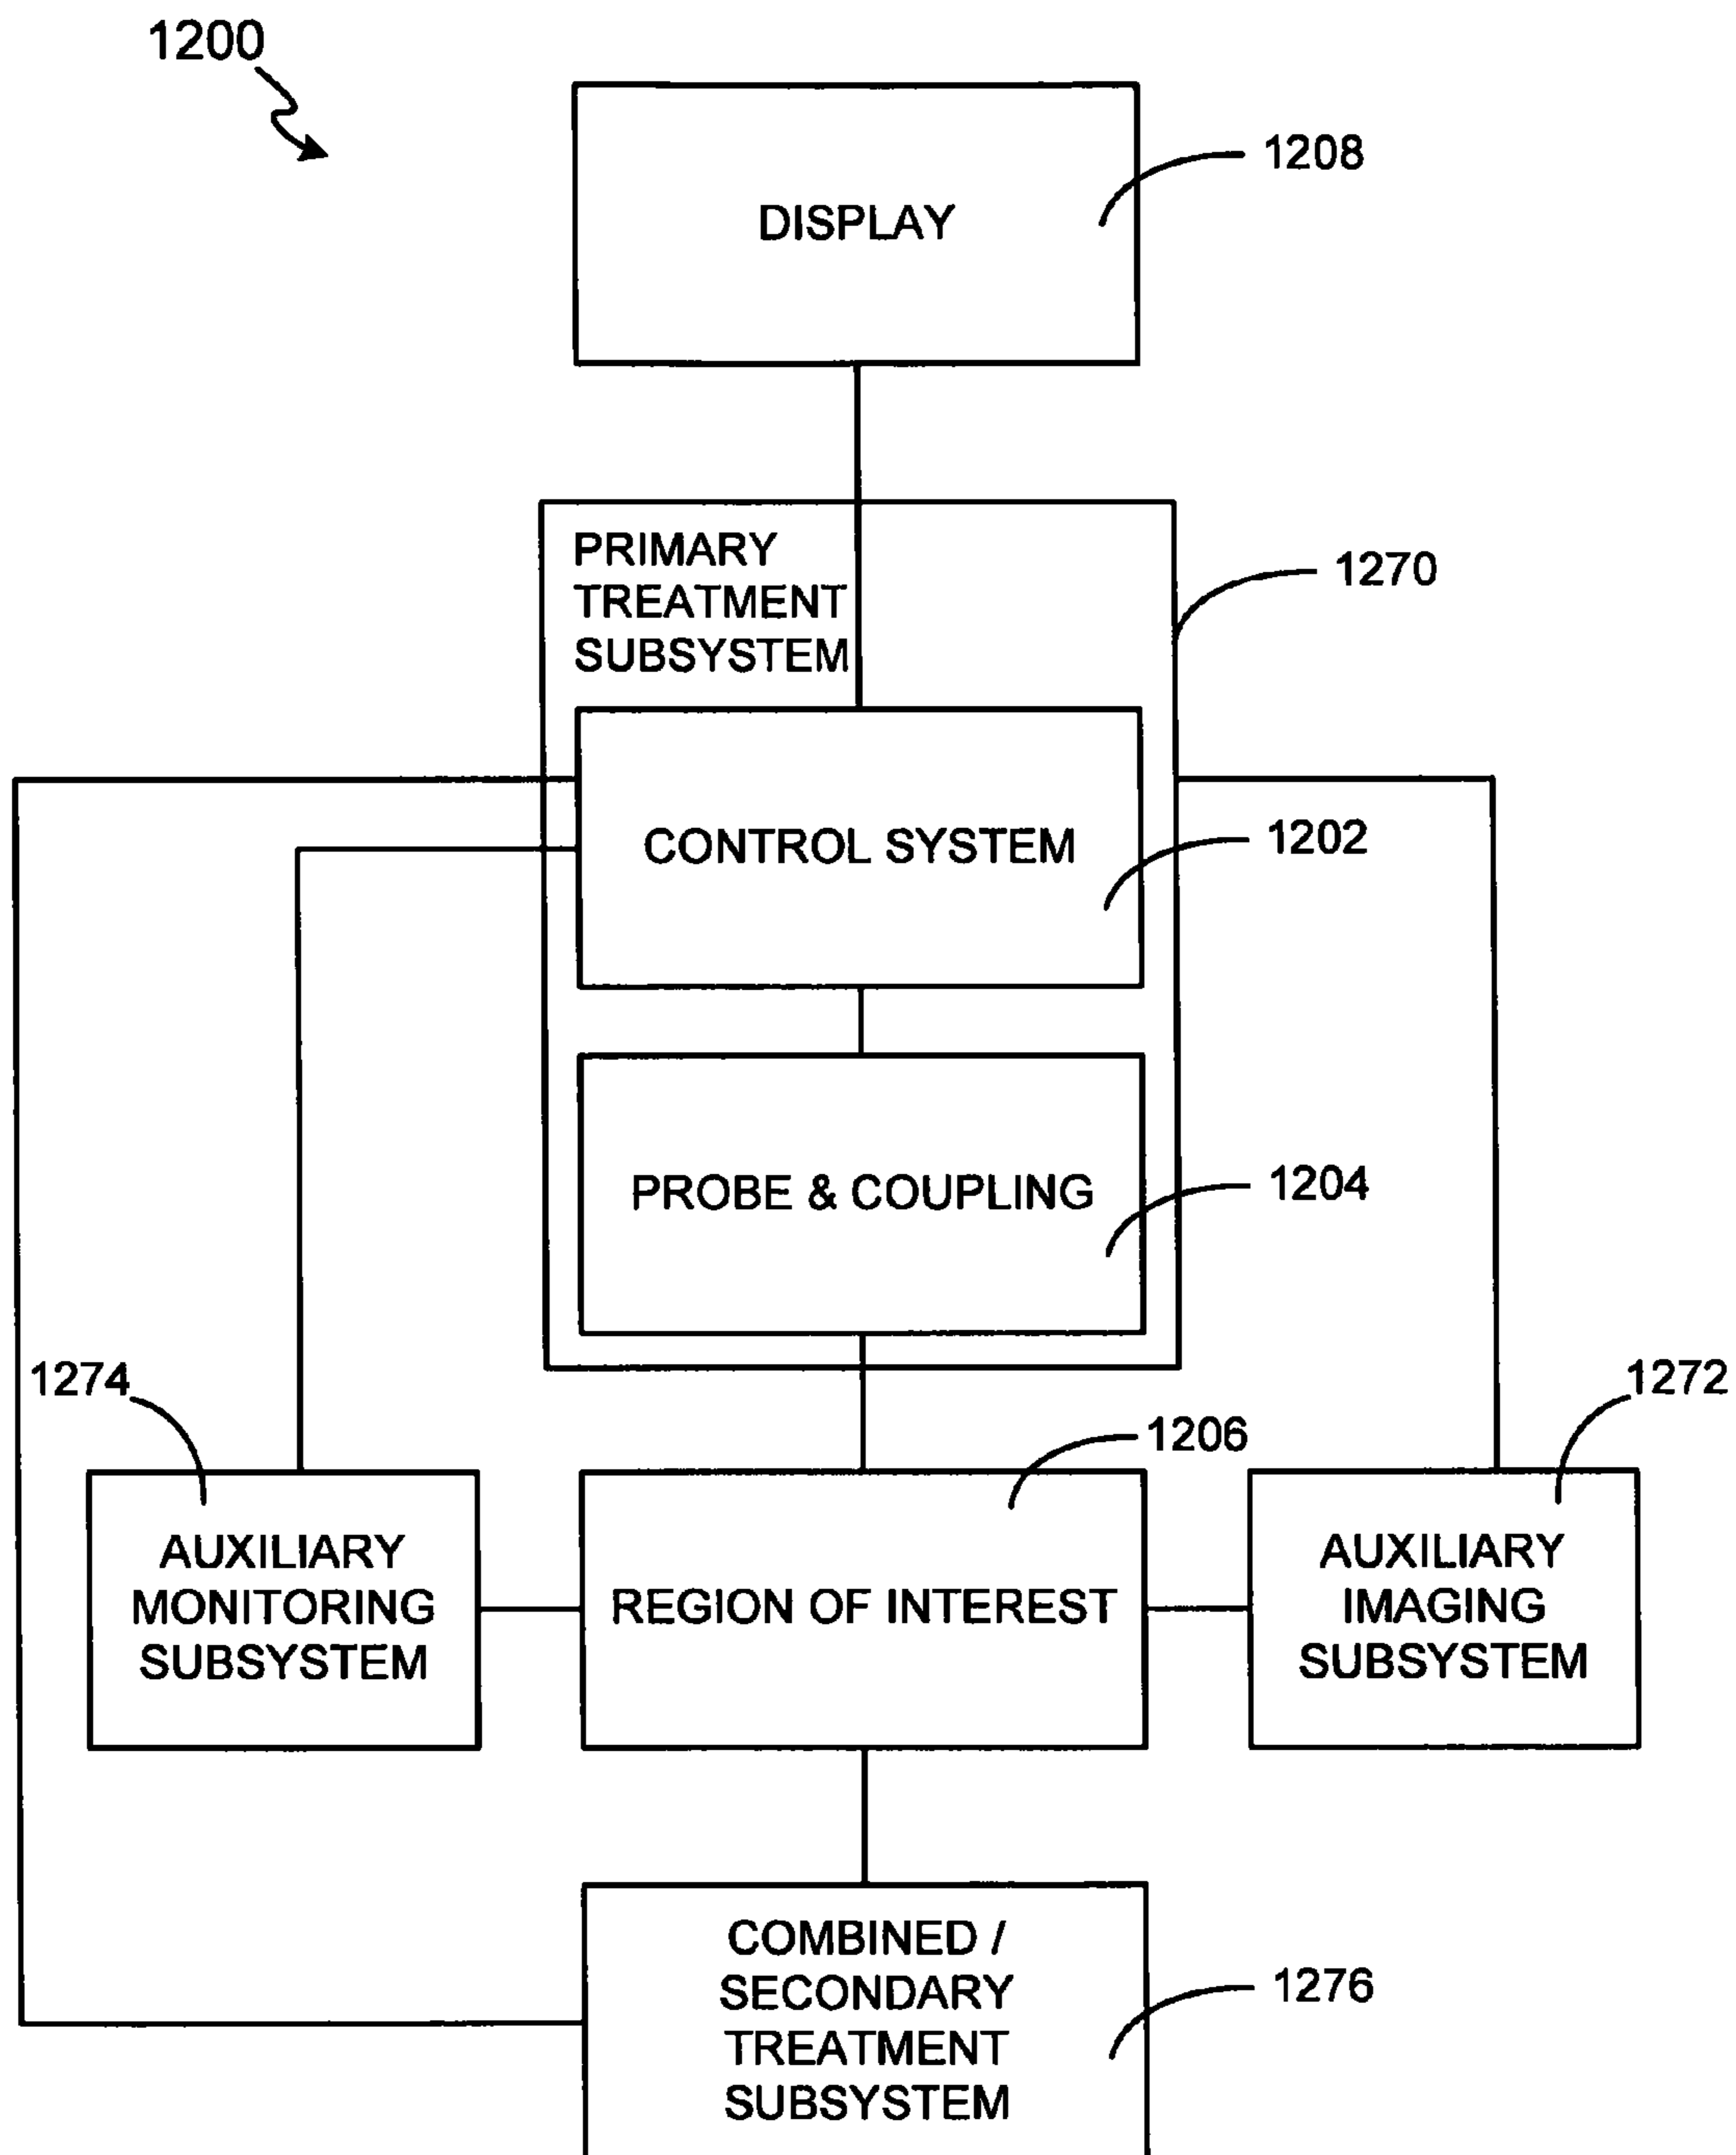 1200
DISPLAY
1208
PRIMARY
TREATMENT
SUBSYSTEM
1270
CONTROL SYSTEM
1202
PROBE & COUPLING
1204
1274
1272
1206
AUXILIARY
MONITORING
SUBSYSTEM
REGION OF INTEREST
AUXILIARY
IMAGING
SUBSYSTEM
COMBINED /
SECONDARY
TREATMENT
SUBSYSTEM
1276